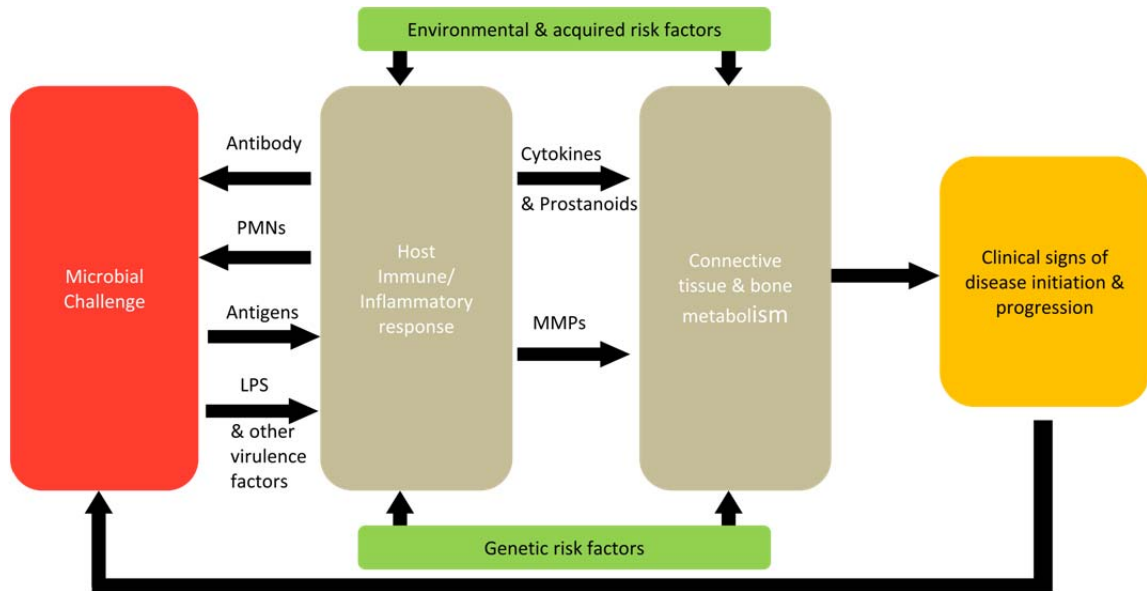 Environmental & acquired risk factors
Microbial
Challenge
Antibody
PMNs
Antigens
LPS
& other
virulence
factors
Host
Immune/
Inflammatory
response
Cytokines
& Prostanoids
MMPs
Connective
tissue & bone
metabolism
Clinical signs of
disease initiation &
progression
Genetic risk factors